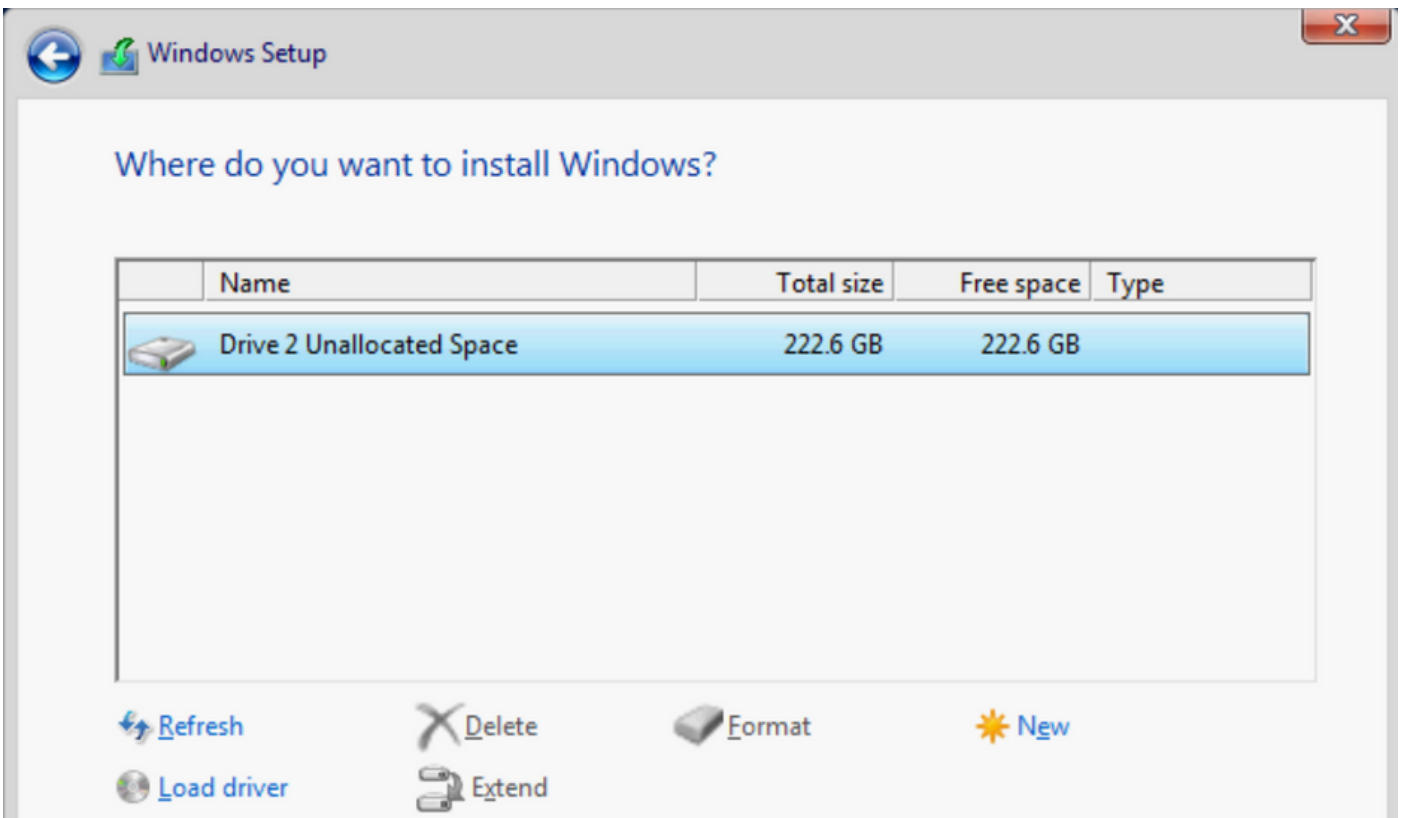 Windows Setup
Where do you want to install Windows?
Name Total size Free space Type
Drive 2 Unallocated Space 222.6 GB 222.6 GB
Refresh Delete Format New
Load driver Extend